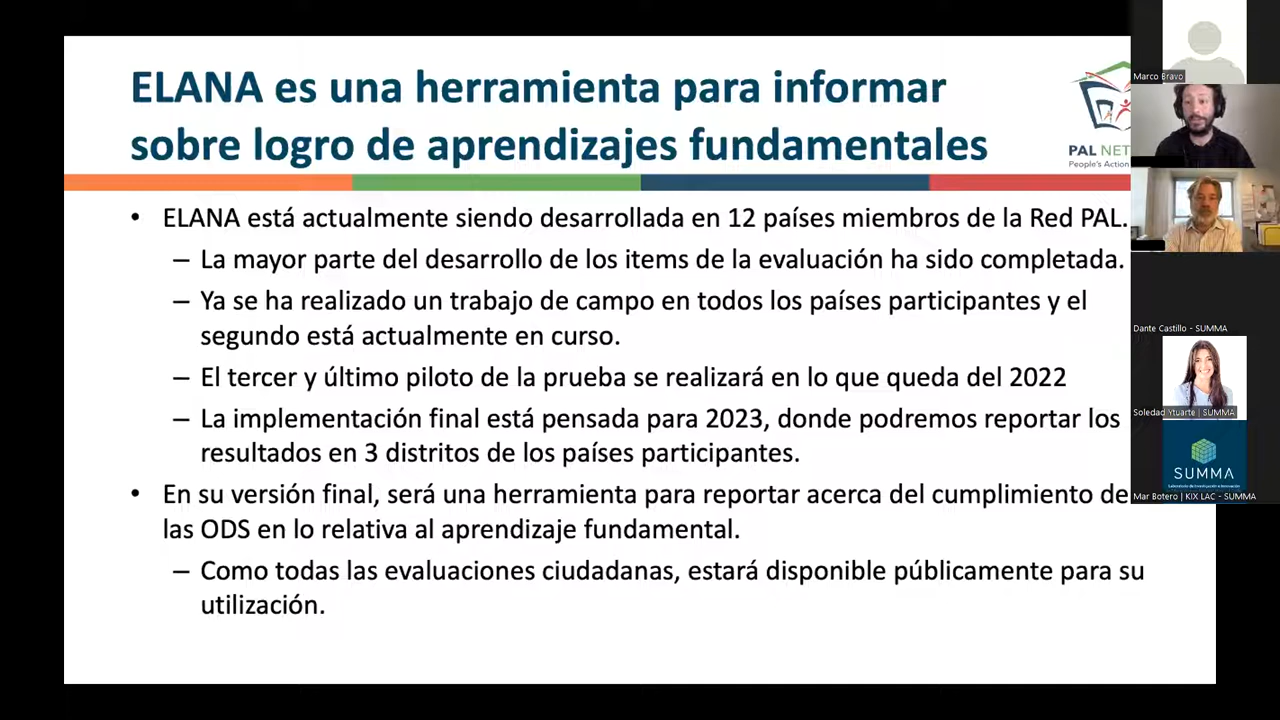 ELANA es una herramienta para informar
sobre logro de aprendizajes fundamentales
PAL NET
People's Action
• ELANA está actualmente siendo desarrollada en 12 países miembros de la Red PAL.
– La mayor parte del desarrollo de los items de la evaluación ha sido completada.
– Ya se ha realizado un trabajo de campo en todos los países participantes y el
segundo está actualmente en curso.
– El tercer y último piloto de la prueba se realizará en lo que queda del 2022
– La implementación final está pensada para 2023, donde podremos reportar los
resultados en 3 distritos de los países participantes.
• En su versión final, será una herramienta para reportar acerca del cumplimiento de
las ODS en lo relativa al aprendizaje fundamental.
– Como todas las evaluaciones ciudadanas, estará disponible públicamente para su
utilización.
Marco Bravo
Dante Castillo - SUMMA
Soledad Ytuarte | SUMMA
SUMMA
Mar Botero | KIX LAC - SUMMA